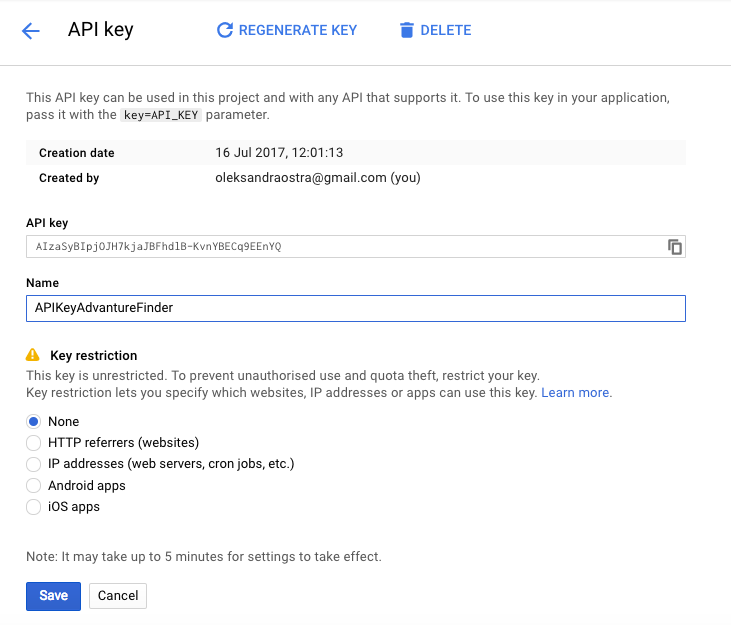 API key REGENERATE KEY DELETE
This API key can be used in this project and with any API that supports it. To use this key in your application,
pass it with the key=API_KEY parameter.
Creation date 16 Jul 2017, 12:01:13
Created by oleksandraostra@gmail.com (you)
API key
AIzaSyBIpjOJH7kjaJBFhdlB-KvnYBECq9EEnYQ
Name
APIKeyAdvantureFinder
Key restriction
This key is unrestricted. To prevent unauthorised use and quota theft, restrict your key.
Key restriction lets you specify which websites, IP addresses or apps can use this key. Learn more.
None
HTTP referrers (websites)
IP addresses (web servers, cron jobs, etc.)
Android apps
iOS apps
Note: It may take up to 5 minutes for settings to take effect.
Save Cancel